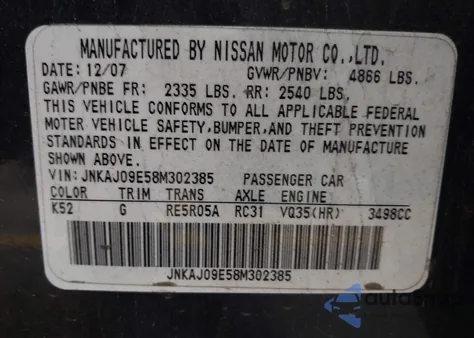 MANUFACTURED BY NISSAN MOTOR CO.,LTD.
DATE: 12/07 GVWR/PNBV: 4866 LBS.
GAWR/PNBE FR: 2335 LBS. RR: 2540 LBS.
THIS VEHICLE CONFORMS TO ALL APPLICABLE FEDERAL
MOTER VEHICLE SAFETY,BUMPER,AND THEFT PREVENTION
STANDARDS IN EFFECT ON THE DATE OF MANUFACTURE
SHOWN ABOVE.
VIN: JNKAJ09E58M302385 PASSENGER CAR
COLOR TRIM TRANS AXLE ENGINE
K52 G RE5R05A RC31 VQ35(HR) 3498CC
JNKAJ09E58M302385